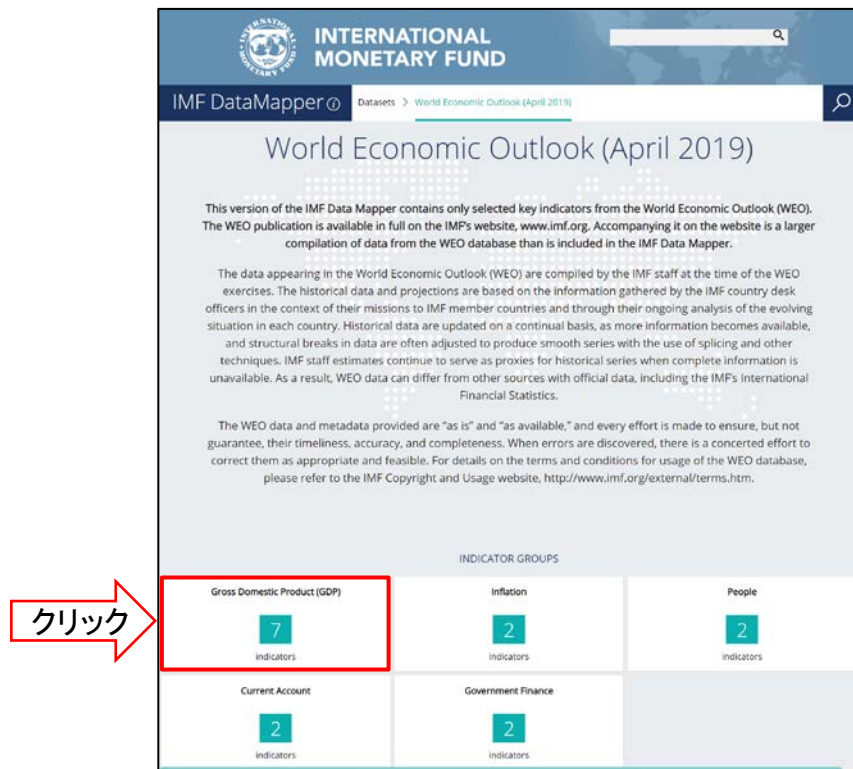 INTERNATIONAL
MONETARY FUND
IMF DataMapper
Datasets > World Economic Outlook (April 2019)
World Economic Outlook (April 2019)
This version of the IMF Data Mapper contains only selected key indicators from the World Economic Outlook (WEO).
The WEO publication is available in full on the IMF's website, www.imf.org. Accompanying it on the website is a larger
compilation of data from the WEO database than is included in the IMF Data Mapper.
The data appearing in the World Economic Outlook (WEO) are compiled by the IMF staff at the time of the WEO
exercises. The historical data and projections are based on the information gathered by the IMF country desk
officers in the context of their missions to IMF member countries and through their ongoing analysis of the evolving
situation in each country. Historical data are updated on a continual basis, as more information becomes available,
and structural breaks in data are often adjusted to produce smooth series with the use of splicing and other
techniques. IMF staff estimates continue to serve as proxies for historical series when complete information is
unavailable. As a result, WEO data can differ from other sources with official data, including the IMF's International
Financial Statistics.
The WEO data and metadata provided are "as is" and "as available," and every effort is made to ensure, but not
guarantee, their timeliness, accuracy, and completeness. When errors are discovered, there is a concerted effort to
correct them as appropriate and feasible. For details on the terms and conditions for usage of the WEO database,
please refer to the IMF Copyright and Usage website, http://www.imf.org/external/terms.htm.
INDICATOR GROUPS
クリック
Gross Domestic Product (GDP)
7
indicators
Inflation
2
indicators
People
2
indicators
Current Account
2
indicators
Government Finance
2
indicators